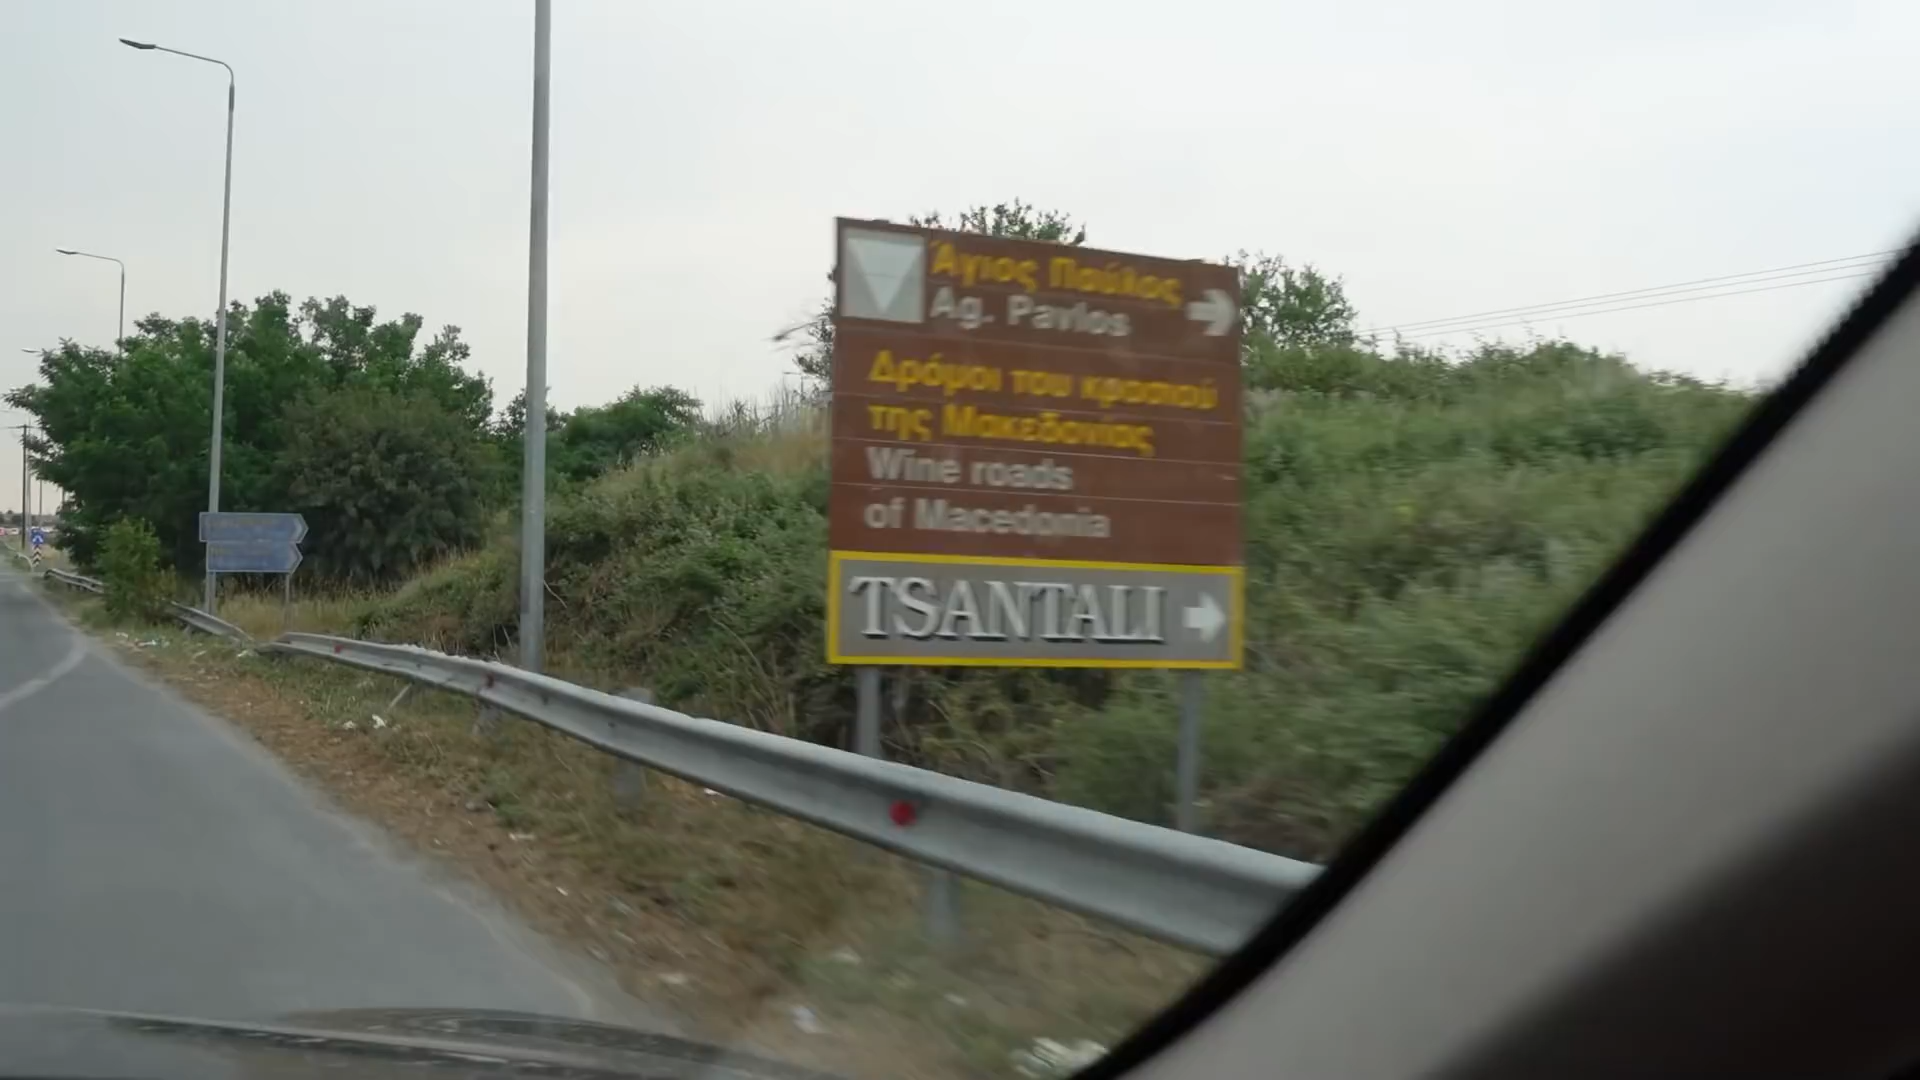 Άγιος Παύλος
Ag. Pavlos
Δρόμοι του κρασιού
της Μακεδονίας
Wine roads
of Macedonia
TSANTALI